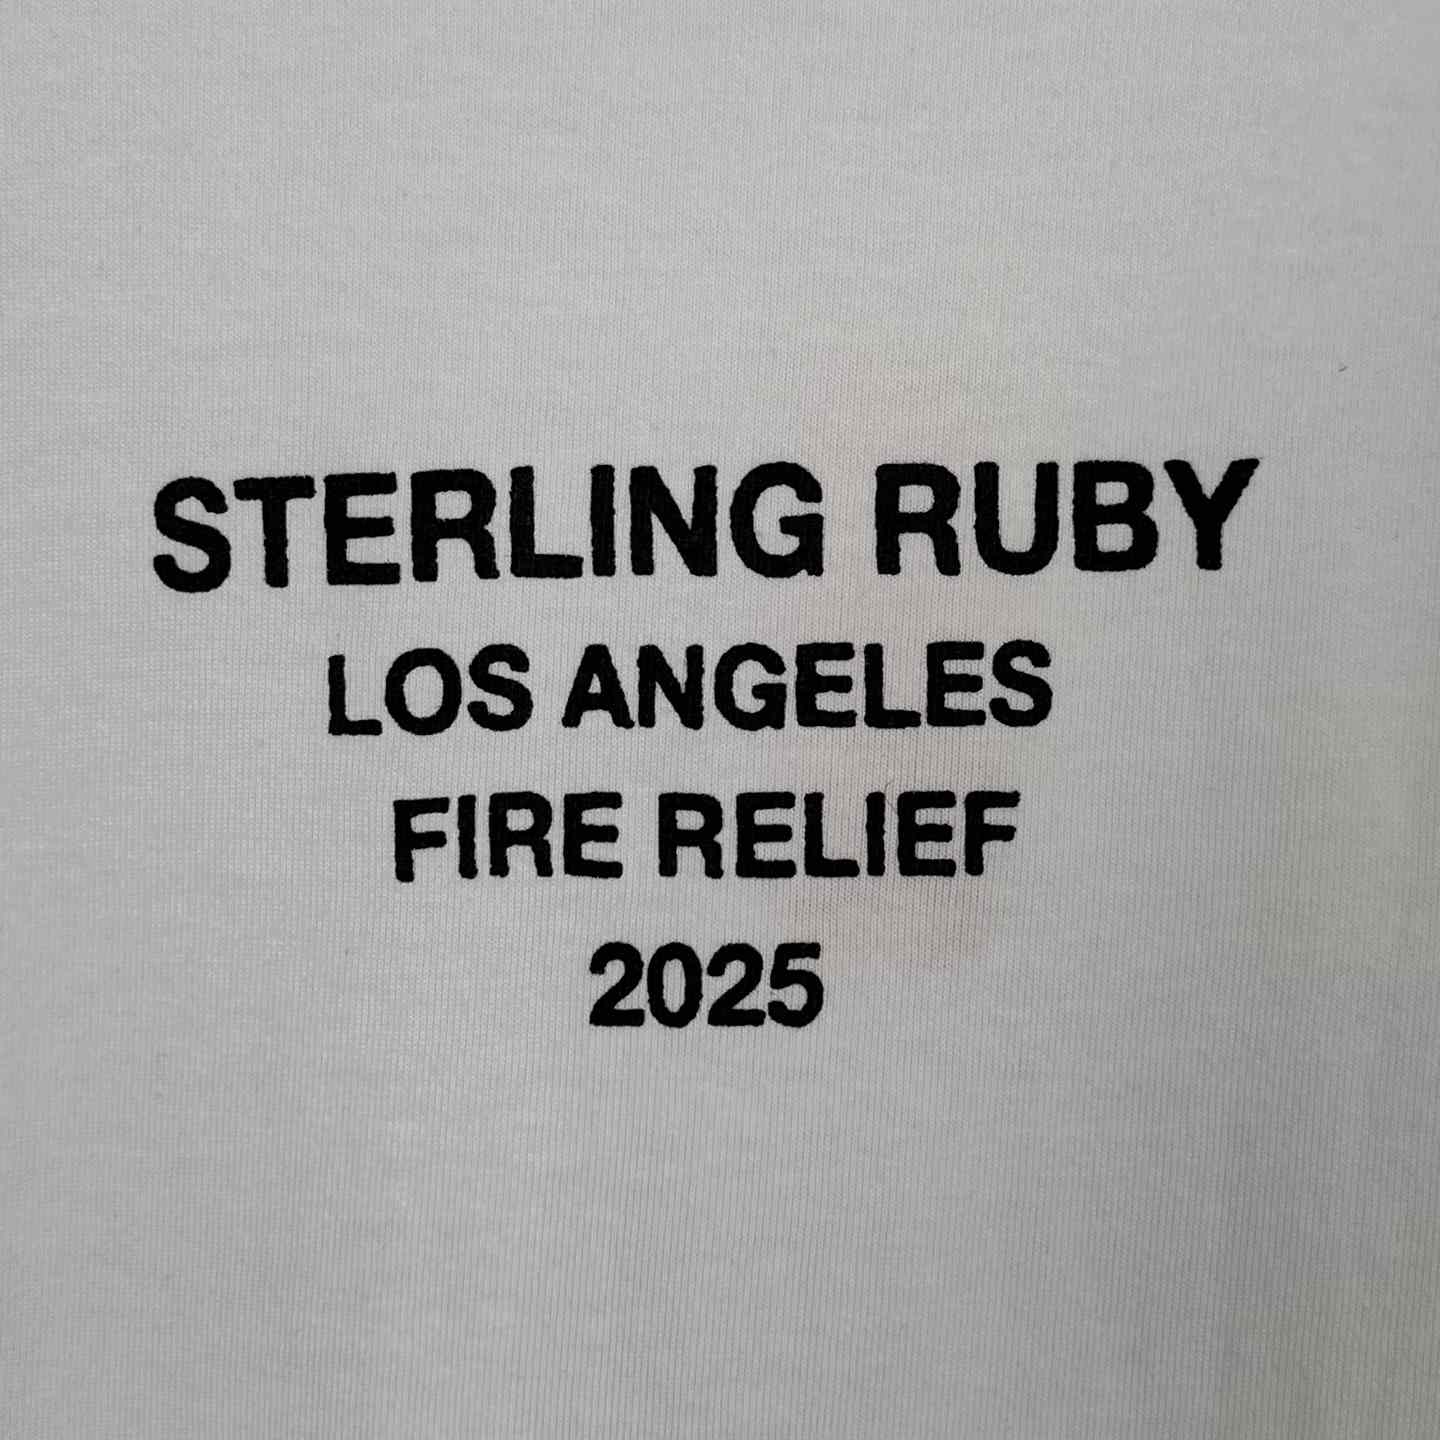 STERLING RUBY
LOS ANGELES
FIRE RELIEF
2025